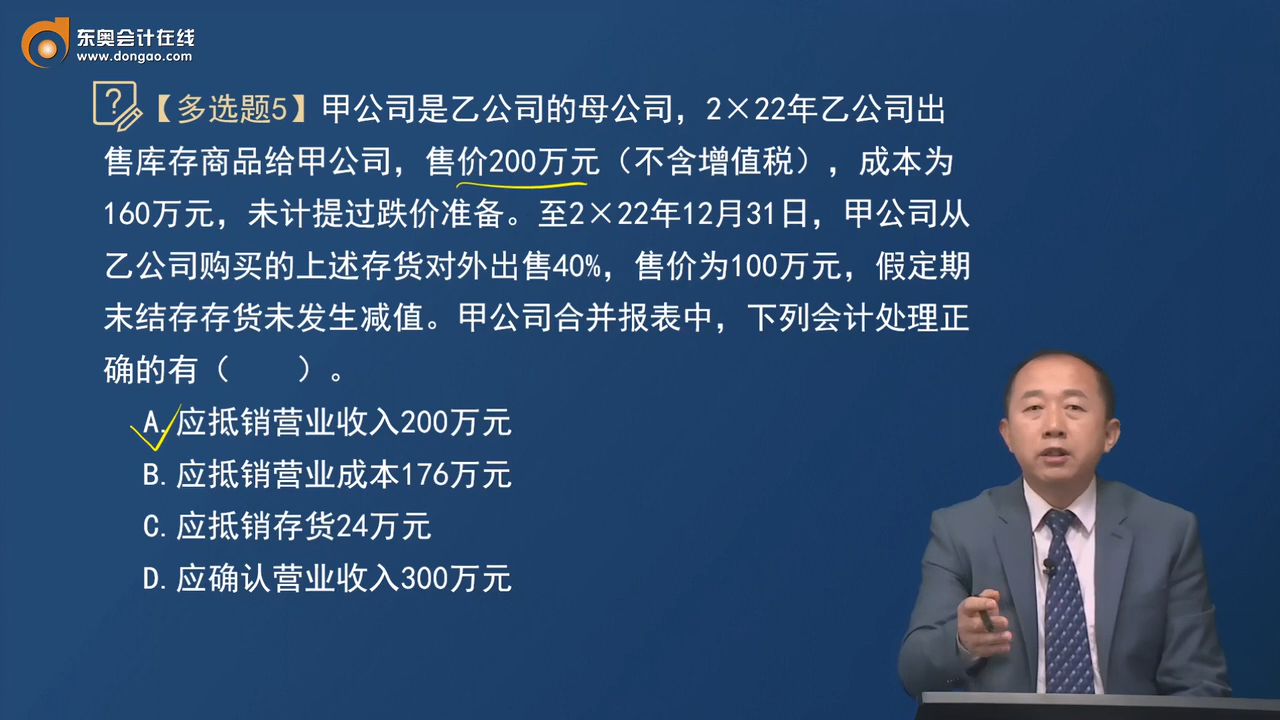 东奥会计在线
www.dongao.com
【多选题5】甲公司是乙公司的母公司，2×22年乙公司出
售库存商品给甲公司，售价200万元（不含增值税），成本为
160万元，未计提过跌价准备。至2×22年12月31日，甲公司从
乙公司购买的上述存货对外出售40%，售价为100万元，假定期
末结存存货未发生减值。甲公司合并报表中，下列会计处理正
确的有（　　）。
A.应抵销营业收入200万元
B.应抵销营业成本176万元
C.应抵销存货24万元
D.应确认营业收入300万元